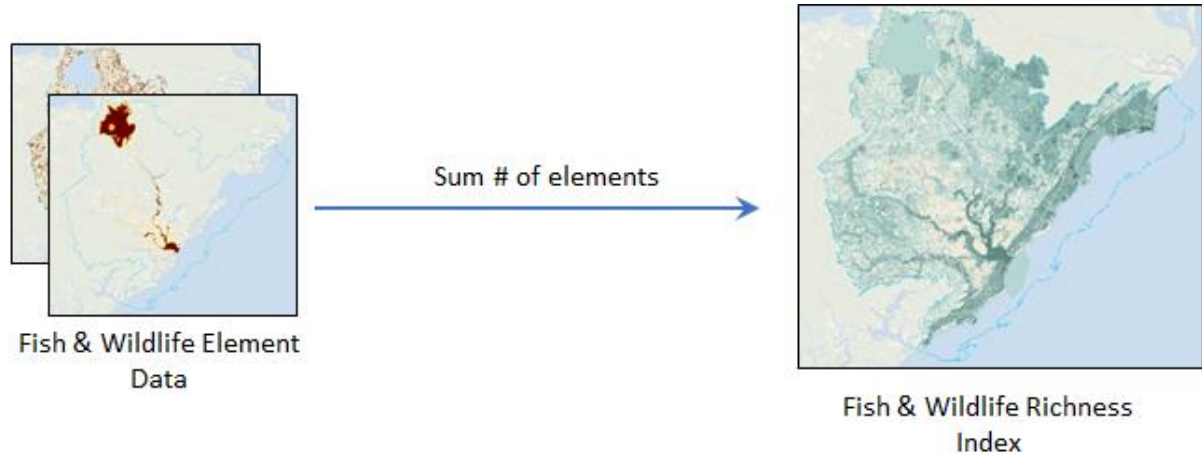 Sum # of elements
Fish & Wildlife Element
Data
Fish & Wildlife Richness
Index